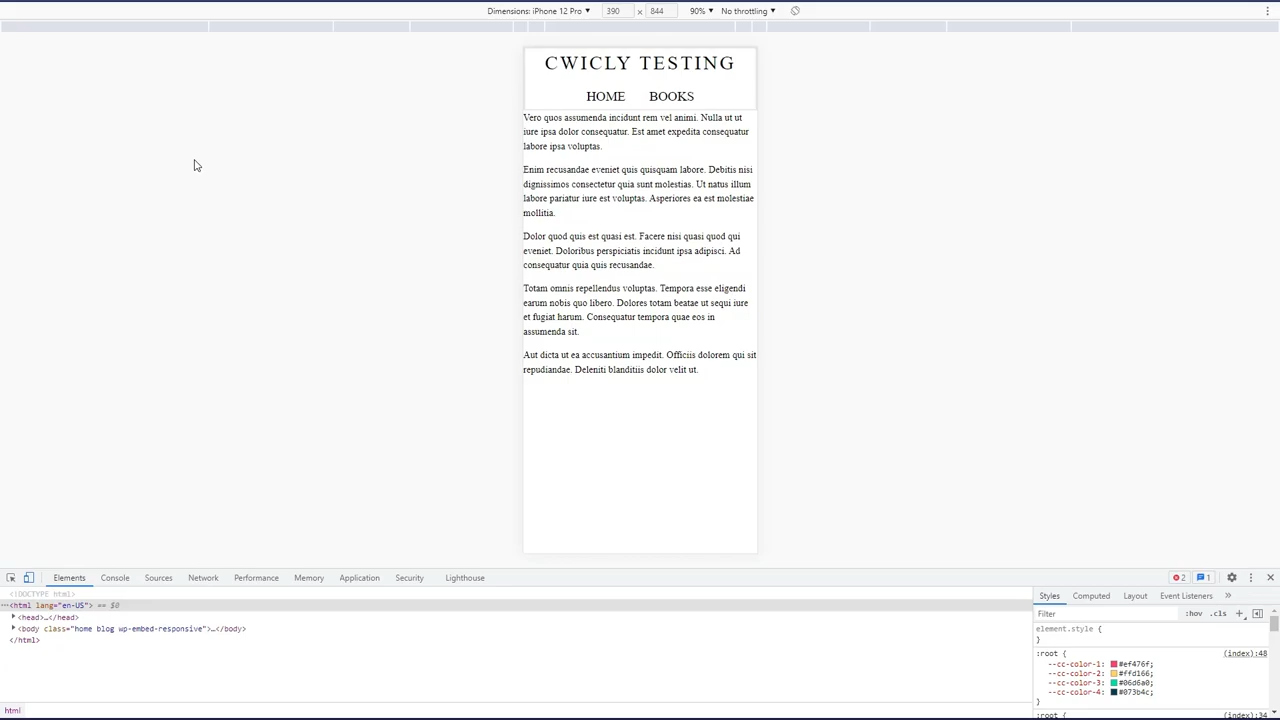 Dimensions: iPhone 12 Pro ▼ 390 × 844 90% ▼ No throttling ▼
CWICLY TESTING
HOME BOOKS
Vero quos assumenda incidunt rem vel animi. Nulla ut ut
iure ipsa dolor consequatur. Est amet expedita consequatur
labore ipsa voluptas.
Enim recusandae eveniet quis quisquam labore. Debitis nisi
dignissimos consectetur quia sunt molestias. Ut natus illum
labore pariatur iure est voluptas. Asperiores ea est molestiae
mollitia.
Dolor quod quis est quasi est. Facere nisi quasi quod qui
eveniet. Doloribus perspiciatis incidunt ipsa adipisci. Ad
consequatur quia quis recusandae.
Totam omnis repellendus voluptas. Tempora esse eligendi
earum nobis quo libero. Dolores totam beatae ut sequi iure
et fugiat harum. Consequatur tempora quae eos in
assumenda sit.
Aut dicta ut ea accusantium impedit. Officiis dolorem qui sit
repudiandae. Deleniti blanditiis dolor velit ut.
Elements Console Sources Network Performance Memory Application Security Lighthouse 2 1
<!DOCTYPE html>
<html lang="en-US"> == $0
<head>…</head>
<body class="home blog wp-embed-responsive">…</body>
</html>
html
Styles Computed Layout Event Listeners »
Filter :hov .cls +
element.style {
}
:root { (index):48
--cc-color-1: #ef476f;
--cc-color-2: #ffd166;
--cc-color-3: #06d6a0;
--cc-color-4: #073b4c;
}
:root { (index):34